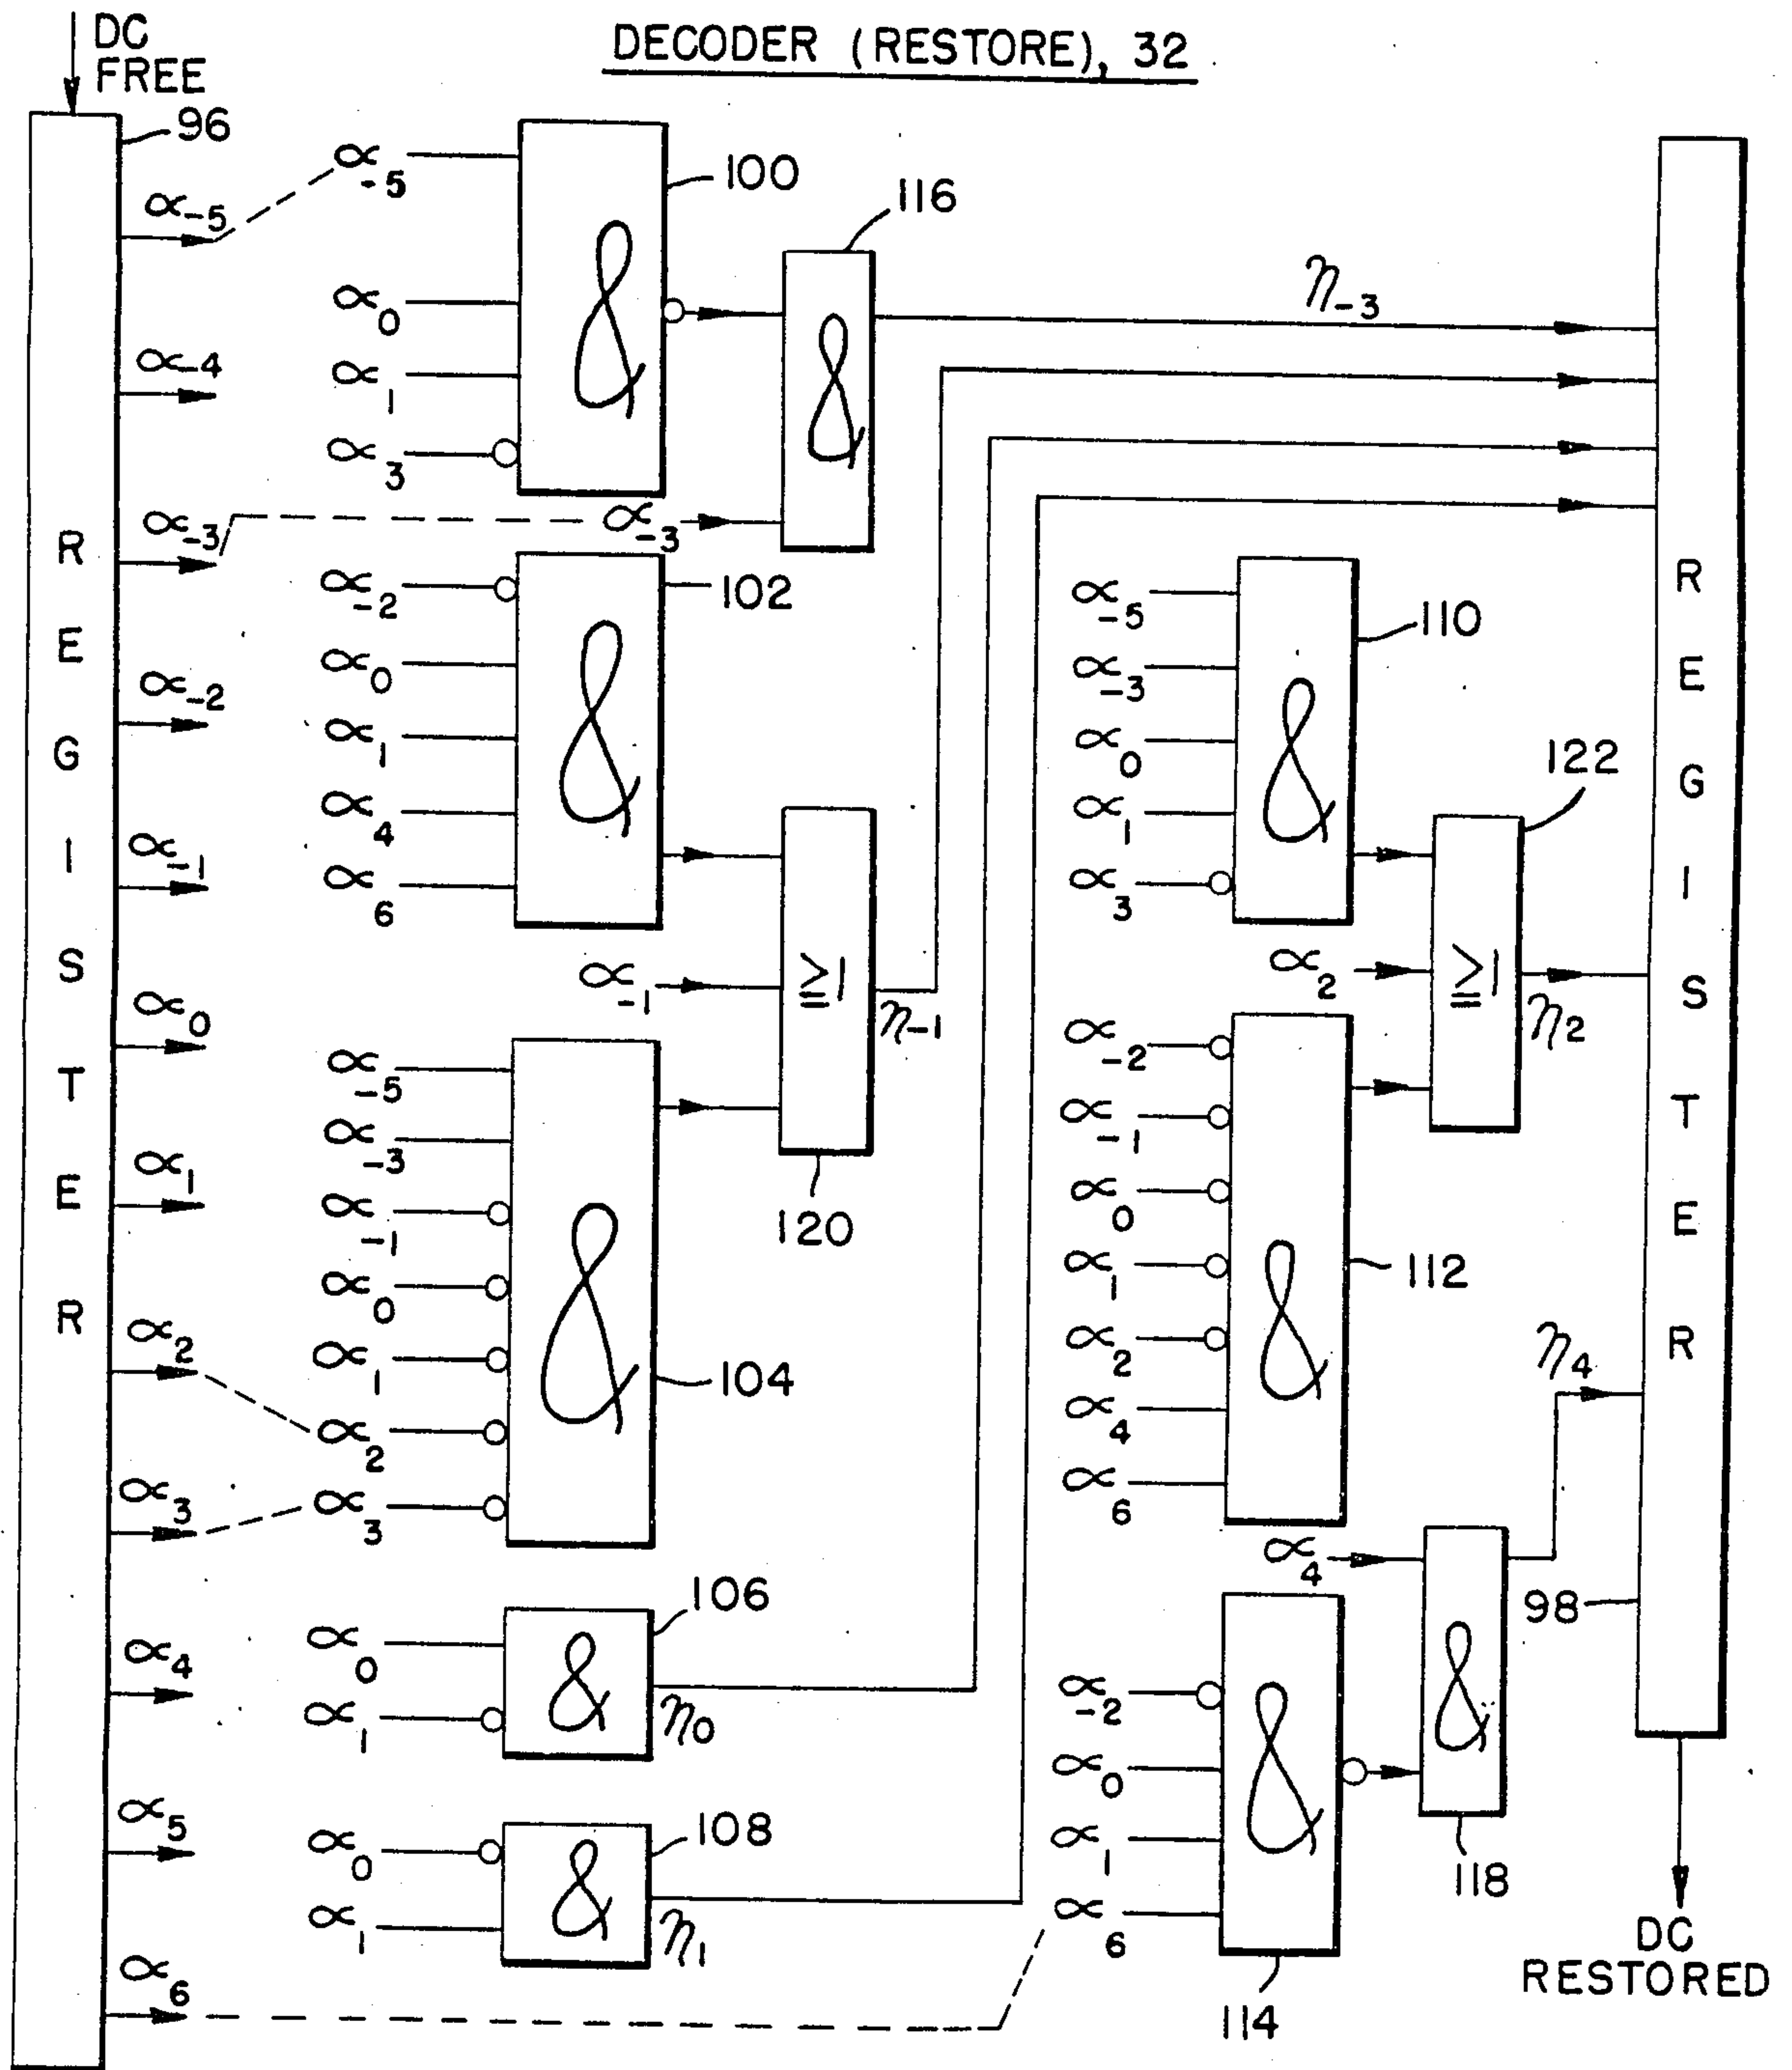 DECODER (RESTORE), 32
DC
FREE
96
REGISTER
α-5
α-4
α-3
α-2
α-1
α0
α1
α2
α3
α4
α5
α6
α-5
α0
α1
α3
&
100
α-3
&
116
η-3
α-2
α0
α1
α4
α6
&
102
α-1
≧1
120
η-1
α-5
α-3
α-1
α0
α1
α2
α3
&
104
α0
α1
&
106
η0
α0
α1
&
108
η1
α-5
α-3
α0
α1
α3
&
110
α2
≧1
122
η2
α-2
α-1
α0
α1
α2
α4
α6
&
112
α4
&
118
η4
α-2
α0
α1
α6
&
114
REGISTER
98
DC
RESTORED